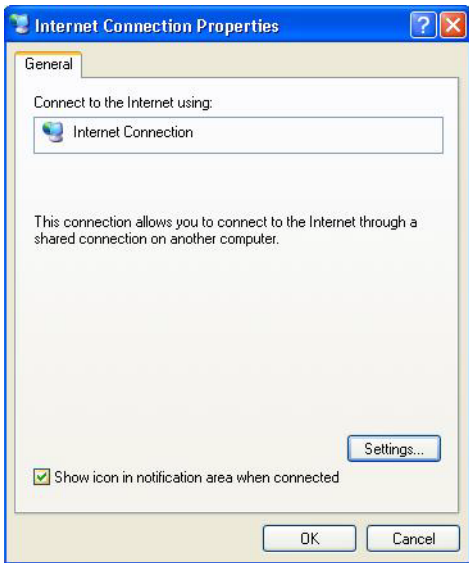 Internet Connection Properties
General
Connect to the Internet using:
Internet Connection
This connection allows you to connect to the Internet through a
shared connection on another computer.
Settings...
Show icon in notification area when connected
OK
Cancel